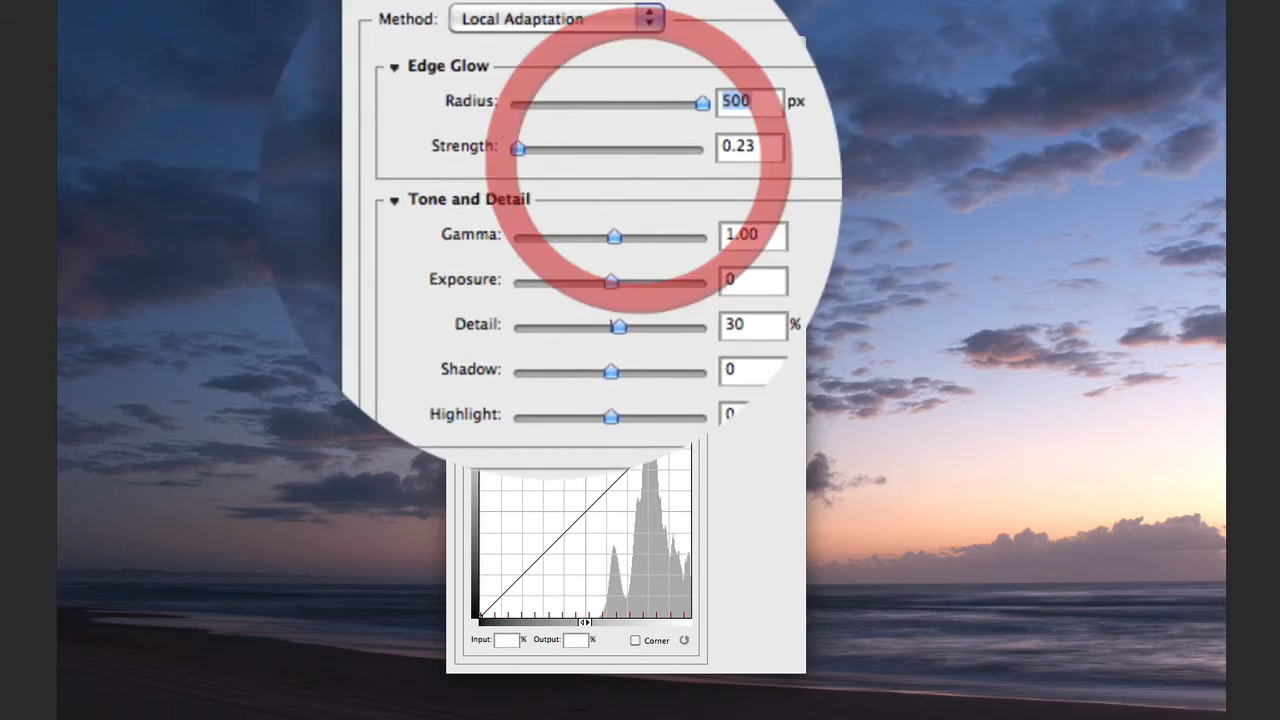 Method: Local Adaptation
Edge Glow
Radius: 500 px
Strength: 0.23
Tone and Detail
Gamma: 1.00
Exposure: 0
Detail: 30 %
Shadow: 0
Highlight: 0
Input: % Output: % Corner